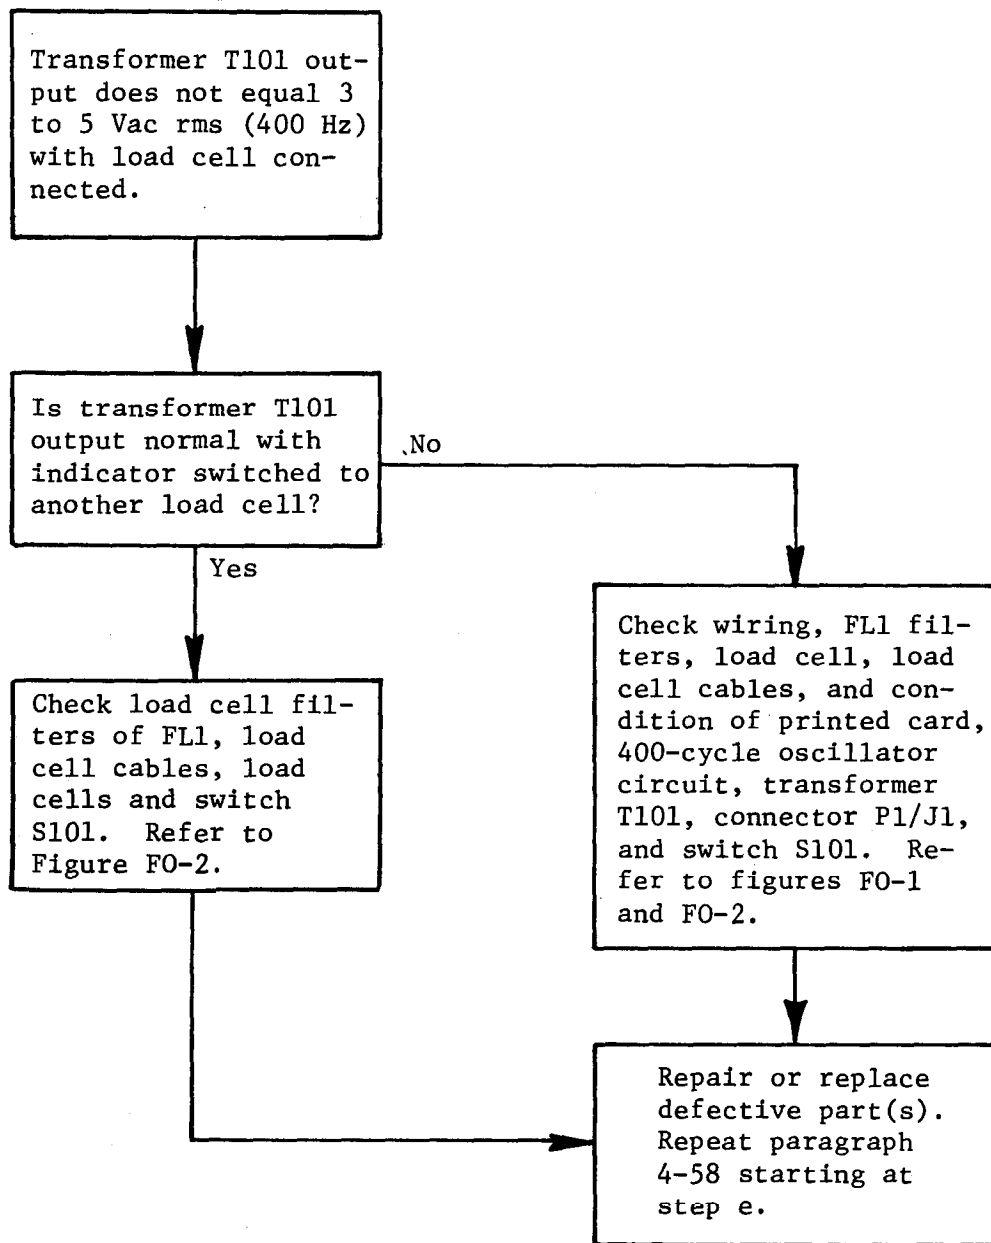 Transformer T101 out-
put does not equal 3
to 5 Vac rms (400 Hz)
with load cell con-
nected.
Is transformer T101
output normal with
indicator switched to
another load cell?
No
Yes
Check load cell fil-
ters of FL1, load
cell cables, load
cells and switch
S101. Refer to
Figure FO-2.
Check wiring, FL1 fil-
ters, load cell, load
cell cables, and con-
dition of printed card,
400-cycle oscillator
circuit, transformer
T101, connector P1/J1,
and switch S101. Re-
fer to figures FO-1
and FO-2.
Repair or replace
defective part(s).
Repeat paragraph
4-58 starting at
step e.